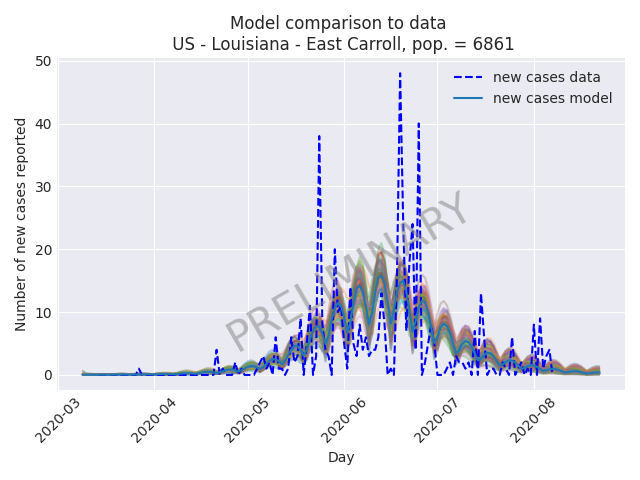 Model comparison to data
US - Louisiana - East Carroll, pop. = 6861
new cases data
new cases model
PRELIMINARY
Number of new cases reported
50
40
30
20
10
0
2020-03
2020-04
2020-05
2020-06
2020-07
2020-08
Day